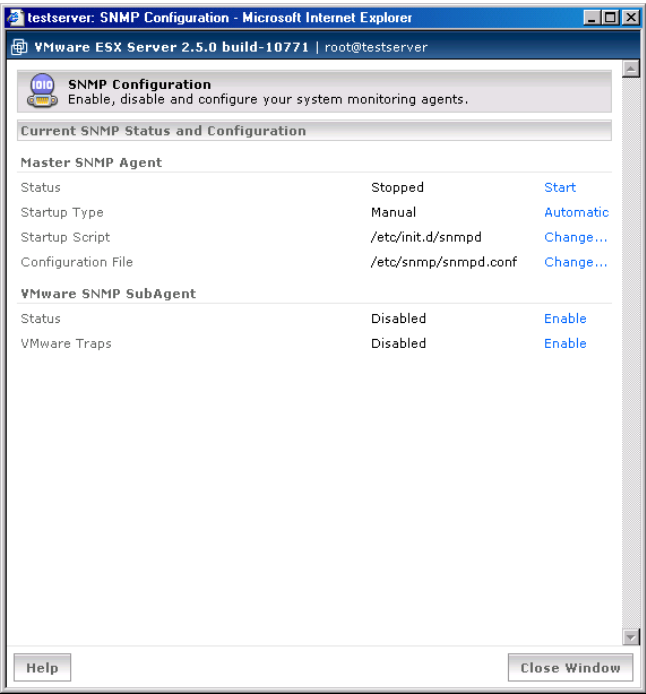 testserver: SNMP Configuration - Microsoft Internet Explorer
VMware ESX Server 2.5.0 build-10771 | root@testserver
1010
SNMP Configuration
Enable, disable and configure your system monitoring agents.
Current SNMP Status and Configuration
Master SNMP Agent
Status Stopped Start
Startup Type Manual Automatic
Startup Script /etc/init.d/snmpd Change...
Configuration File /etc/snmp/snmpd.conf Change...
VMware SNMP SubAgent
Status Disabled Enable
VMware Traps Disabled Enable
Help Close Window